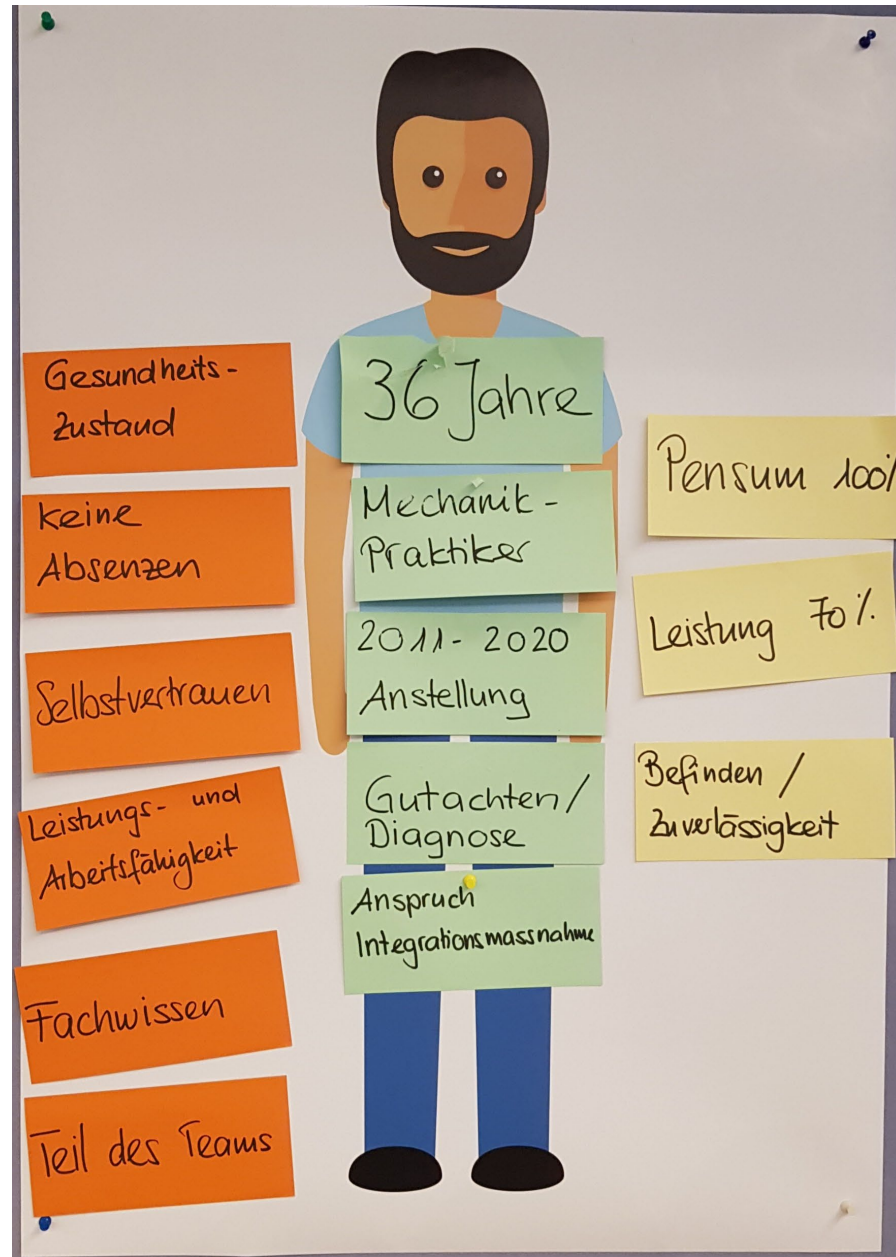 Gesundheits-
Zustand
Keine
Absenzen
Selbstvertrauen
Leistungs- und
Arbeitsfähigkeit
Fachwissen
Teil des Teams
36 Jahre
Mechanik-
Praktiker
2011- 2020
Anstellung
Gutachten/
Diagnose
Anspruch
Integrationsmassnahme
Pensum 100%
Leistung 70%
Befinden /
Zuverlässigkeit